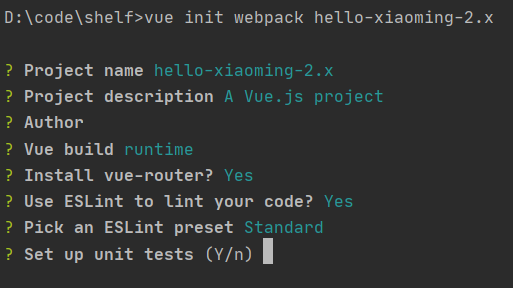 D:\code\shelf>vue init webpack hello-xiaoming-2.x
? Project name hello-xiaoming-2.x
? Project description A Vue.js project
? Author
? Vue build runtime
? Install vue-router? Yes
? Use ESLint to lint your code? Yes
? Pick an ESLint preset Standard
? Set up unit tests (Y/n)